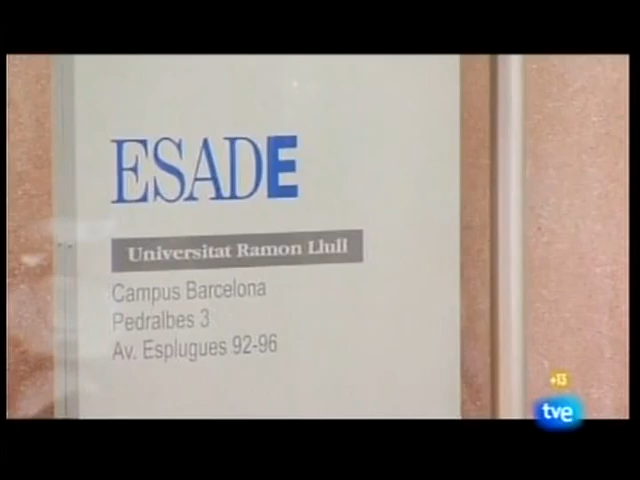 ESADE
Universitat Ramon Llull
Campus Barcelona
Pedralbes 3
Av. Esplugues 92-96
+13
tve